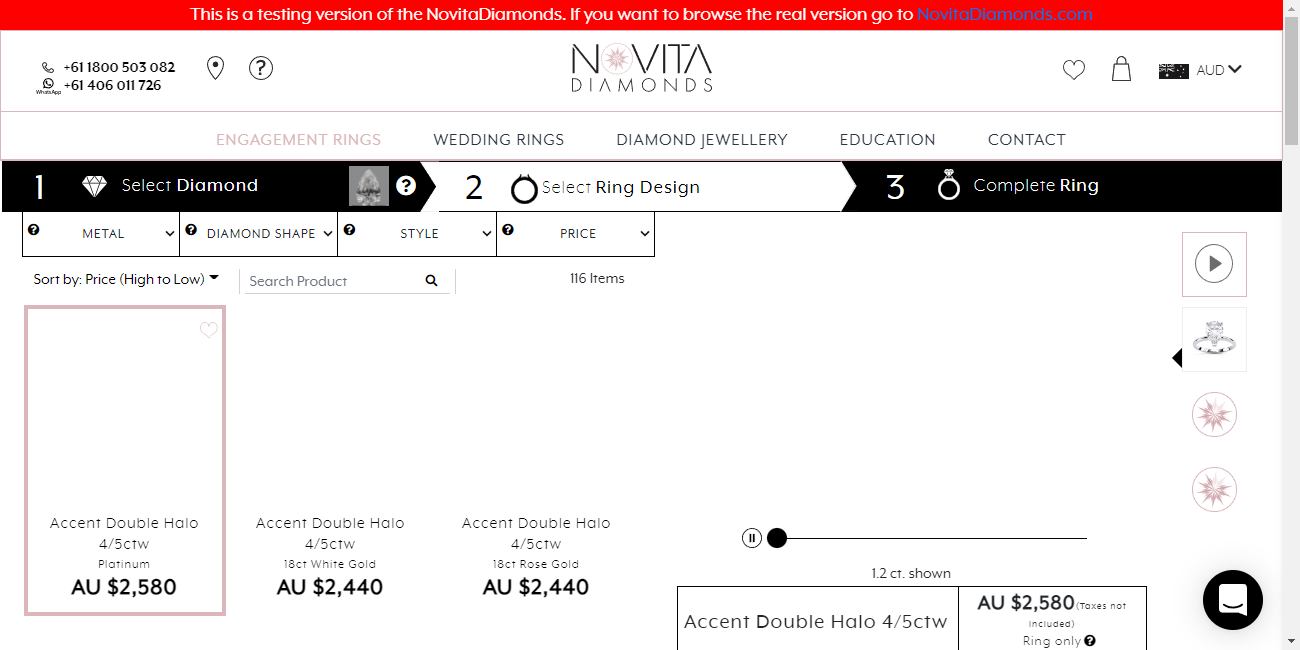 This is a testing version of the NovitaDiamonds. If you want to browse the real version go to NovitaDiamonds.com
+61 1800 503 082
WhatsApp +61 406 011 726
?
NOVITA
DIAMONDS
AUD
ENGAGEMENT RINGS WEDDING RINGS DIAMOND JEWELLERY EDUCATION CONTACT
1 Select Diamond ? 2 Select Ring Design 3 Complete Ring
? METAL ? DIAMOND SHAPE ? STYLE ? PRICE
Sort by: Price (High to Low) Search Product 116 Items
Accent Double Halo
4/5ctw
Platinum
AU $2,580
Accent Double Halo
4/5ctw
18ct White Gold
AU $2,440
Accent Double Halo
4/5ctw
18ct Rose Gold
AU $2,440
1.2 ct. shown
Accent Double Halo 4/5ctw
AU $2,580 (Taxes not
included)
Ring only ?